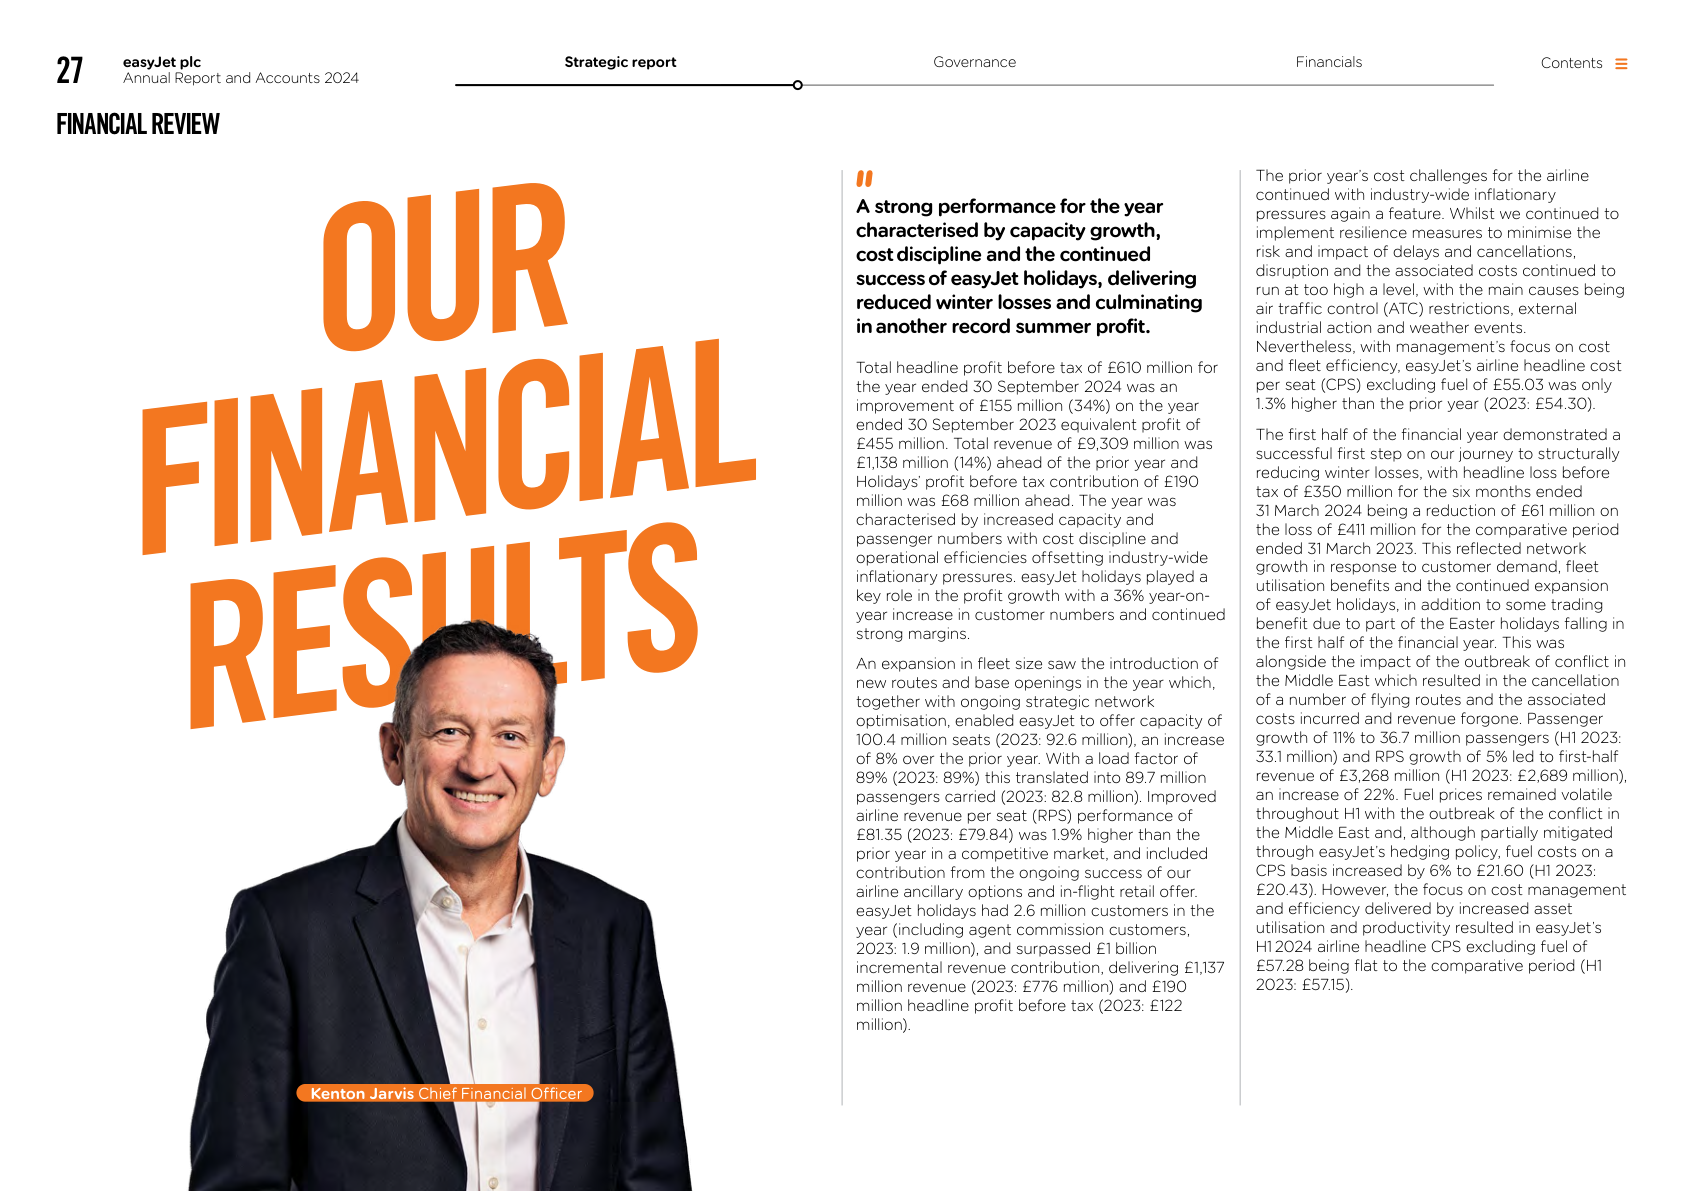 27
easyJet plc
Annual Report and Accounts 2024
Strategic report
Governance
Financials
Contents
FINANCIAL REVIEW
OUR
FINANCIAL
RESULTS
Kenton Jarvis Chief Financial Officer
A strong performance for the year
characterised by capacity growth,
cost discipline and the continued
success of easyJet holidays, delivering
reduced winter losses and culminating
in another record summer profit.
Total headline profit before tax of £610 million for
the year ended 30 September 2024 was an
improvement of £155 million (34%) on the year
ended 30 September 2023 equivalent profit of
£455 million. Total revenue of £9,309 million was
£1,138 million (14%) ahead of the prior year and
Holidays' profit before tax contribution of £190
million was £68 million ahead. The year was
characterised by increased capacity and
passenger numbers with cost discipline and
operational efficiencies offsetting industry-wide
inflationary pressures. easyJet holidays played a
key role in the profit growth with a 36% year-on-
year increase in customer numbers and continued
strong margins.
An expansion in fleet size saw the introduction of
new routes and base openings in the year which,
together with ongoing strategic network
optimisation, enabled easyJet to offer capacity of
100.4 million seats (2023: 92.6 million), an increase
of 8% over the prior year. With a load factor of
89% (2023: 89%) this translated into 89.7 million
passengers carried (2023: 82.8 million). Improved
airline revenue per seat (RPS) performance of
£81.35 (2023: £79.84) was 1.9% higher than the
prior year in a competitive market, and included
contribution from the ongoing success of our
airline ancillary options and in-flight retail offer.
easyJet holidays had 2.6 million customers in the
year (including agent commission customers,
2023: 1.9 million), and surpassed £1 billion
incremental revenue contribution, delivering £1,137
million revenue (2023: £776 million) and £190
million headline profit before tax (2023: £122
million).
The prior year's cost challenges for the airline
continued with industry-wide inflationary
pressures again a feature. Whilst we continued to
implement resilience measures to minimise the
risk and impact of delays and cancellations,
disruption and the associated costs continued to
run at too high a level, with the main causes being
air traffic control (ATC) restrictions, external
industrial action and weather events.
Nevertheless, with management's focus on cost
and fleet efficiency, easyJet's airline headline cost
per seat (CPS) excluding fuel of £55.03 was only
1.3% higher than the prior year (2023: £54.30).
The first half of the financial year demonstrated a
successful first step on our journey to structurally
reducing winter losses, with headline loss before
tax of £350 million for the six months ended
31 March 2024 being a reduction of £61 million on
the loss of £411 million for the comparative period
ended 31 March 2023. This reflected network
growth in response to customer demand, fleet
utilisation benefits and the continued expansion
of easyJet holidays, in addition to some trading
benefit due to part of the Easter holidays falling in
the first half of the financial year. This was
alongside the impact of the outbreak of conflict in
the Middle East which resulted in the cancellation
of a number of flying routes and the associated
costs incurred and revenue forgone. Passenger
growth of 11% to 36.7 million passengers (H1 2023:
33.1 million) and RPS growth of 5% led to first-half
revenue of £3,268 million (H1 2023: £2,689 million),
an increase of 22%. Fuel prices remained volatile
throughout H1 with the outbreak of the conflict in
the Middle East and, although partially mitigated
through easyJet's hedging policy, fuel costs on a
CPS basis increased by 6% to £21.60 (H1 2023:
£20.43). However, the focus on cost management
and efficiency delivered by increased asset
utilisation and productivity resulted in easyJet's
H1 2024 airline headline CPS excluding fuel of
£57.28 being flat to the comparative period (H1
2023: £57.15).